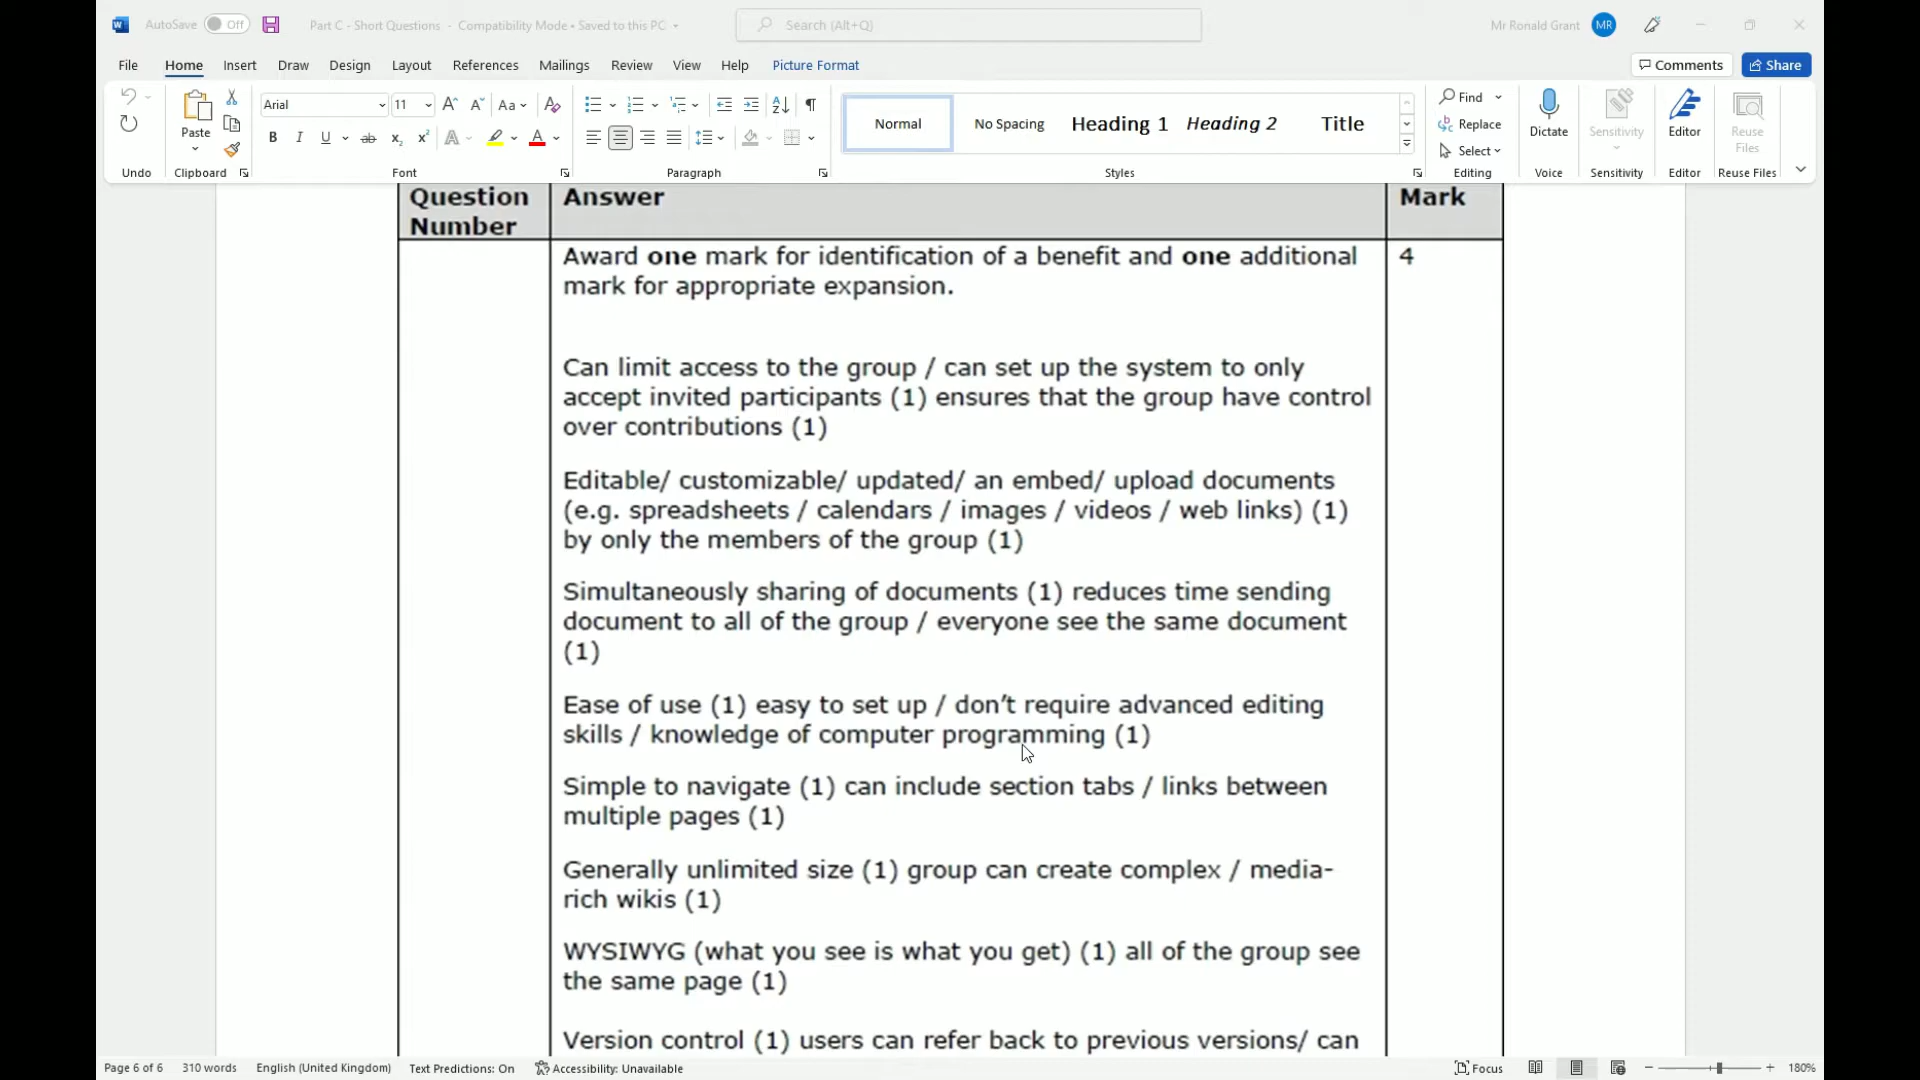 AutoSave Off Part C - Short Questions - Compatibility Mode • Saved to this PC Search (Alt+Q) Mr Ronald Grant MR
File Home Insert Draw Design Layout References Mailings Review View Help Picture Format Comments Share
Arial 11 Aa Normal No Spacing Heading 1 Heading 2 Title Find
Paste B I U ab x₂ x² A A Replace Dictate Sensitivity Editor Reuse Files
Select
Undo Clipboard Font Paragraph Styles Editing Voice Sensitivity Editor Reuse Files
Question Number Answer Mark
Award one mark for identification of a benefit and one additional 4
mark for appropriate expansion.
Can limit access to the group / can set up the system to only
accept invited participants (1) ensures that the group have control
over contributions (1)
Editable/ customizable/ updated/ an embed/ upload documents
(e.g. spreadsheets / calendars / images / videos / web links) (1)
by only the members of the group (1)
Simultaneously sharing of documents (1) reduces time sending
document to all of the group / everyone see the same document
(1)
Ease of use (1) easy to set up / don't require advanced editing
skills / knowledge of computer programming (1)
Simple to navigate (1) can include section tabs / links between
multiple pages (1)
Generally unlimited size (1) group can create complex / media-
rich wikis (1)
WYSIWYG (what you see is what you get) (1) all of the group see
the same page (1)
Version control (1) users can refer back to previous versions/ can
Page 6 of 6 310 words English (United Kingdom) Text Predictions: On Accessibility: Unavailable Focus 180%